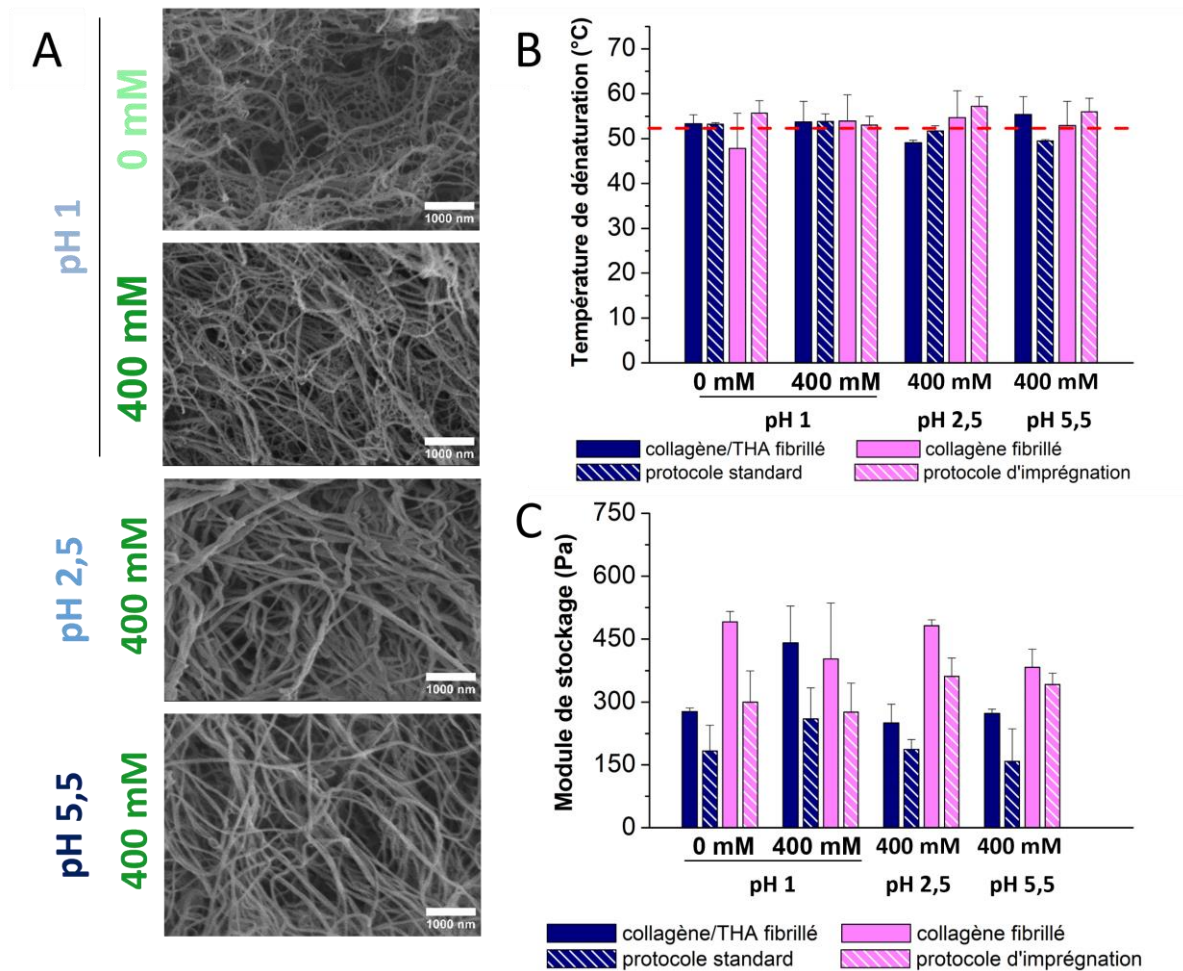 A
pH 1
0 mM
1000 nm
400 mM
1000 nm
pH 2,5
400 mM
1000 nm
pH 5,5
400 mM
1000 nm
B
Température de dénaturation (°C)
70
60
50
40
30
20
10
0
0 mM 400 mM 400 mM 400 mM
pH 1 pH 2,5 pH 5,5
collagène/THA fibrillé collagène fibrillé
protocole standard protocole d'imprégnation
C
Module de stockage (Pa)
750
600
450
300
150
0
0 mM 400 mM 400 mM 400 mM
pH 1 pH 2,5 pH 5,5
collagène/THA fibrillé collagène fibrillé
protocole standard protocole d'imprégnation